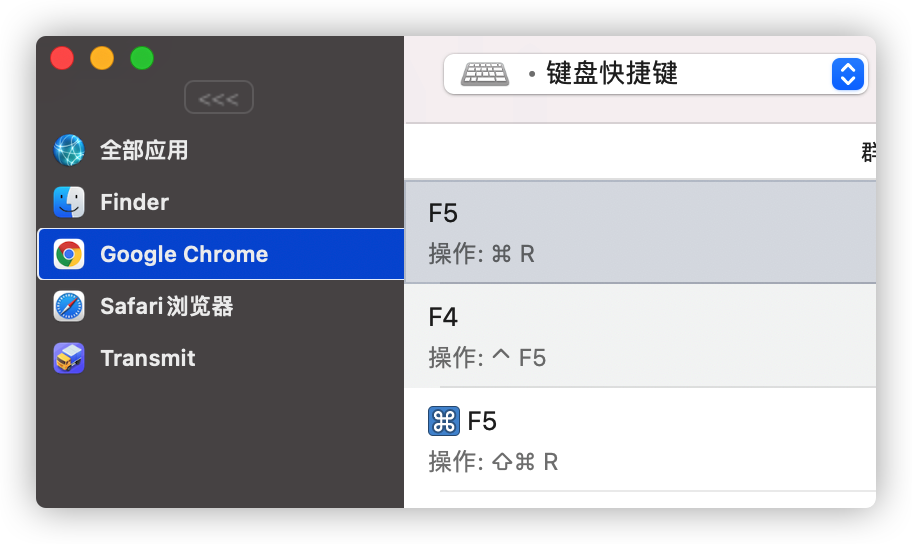 <<<
• 键盘快捷键
全部应用
Finder
Google Chrome
Safari浏览器
Transmit
群
F5
操作: ⌘ R
F4
操作: ^ F5
⌘ F5
操作: ⇧⌘ R